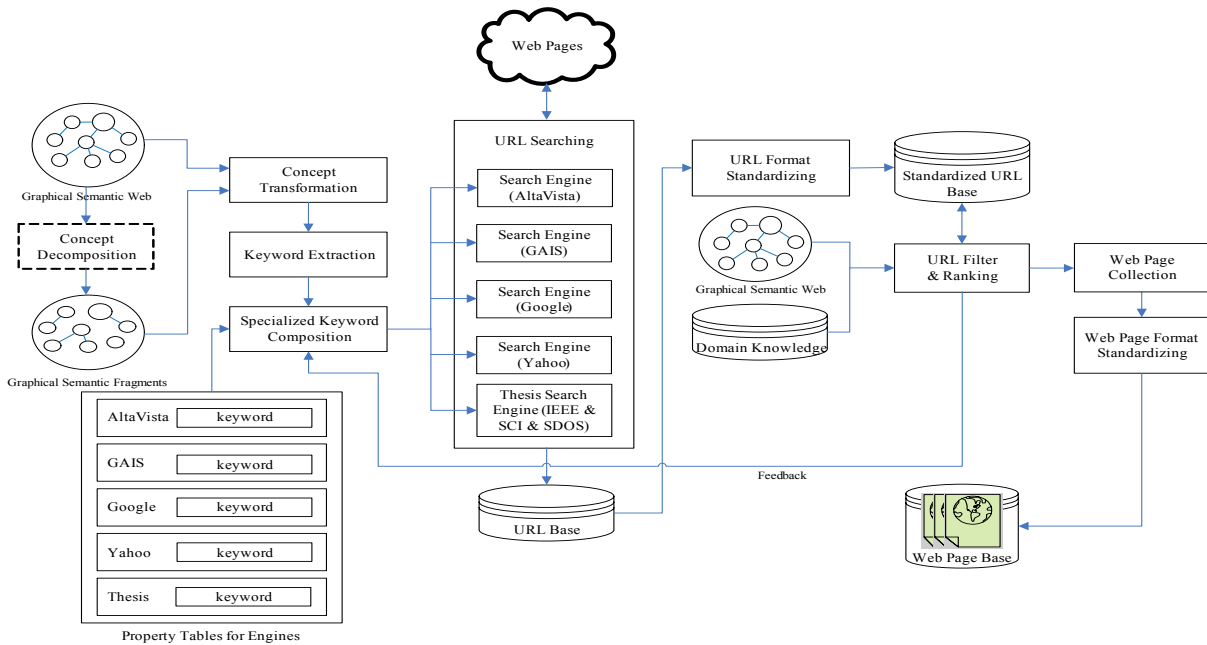 Web Pages
Graphical Semantic Web
Concept
Decomposition
Graphical Semantic Fragments
Concept
Transformation
Keyword Extraction
Specialized Keyword
Composition
AltaVista
keyword
GAIS
keyword
Google
keyword
Yahoo
keyword
Thesis
keyword
Property Tables for Engines
URL Searching
Search Engine
(AltaVista)
Search Engine
(GAIS)
Search Engine
(Google)
Search Engine
(Yahoo)
Thesis Search
Engine (IEEE &
SCI & SDOS)
URL Base
URL Format
Standardizing
Standardized URL
Base
Graphical Semantic Web
Domain Knowledge
URL Filter
& Ranking
Web Page
Collection
Web Page Format
Standardizing
Feedback
Web Page Base